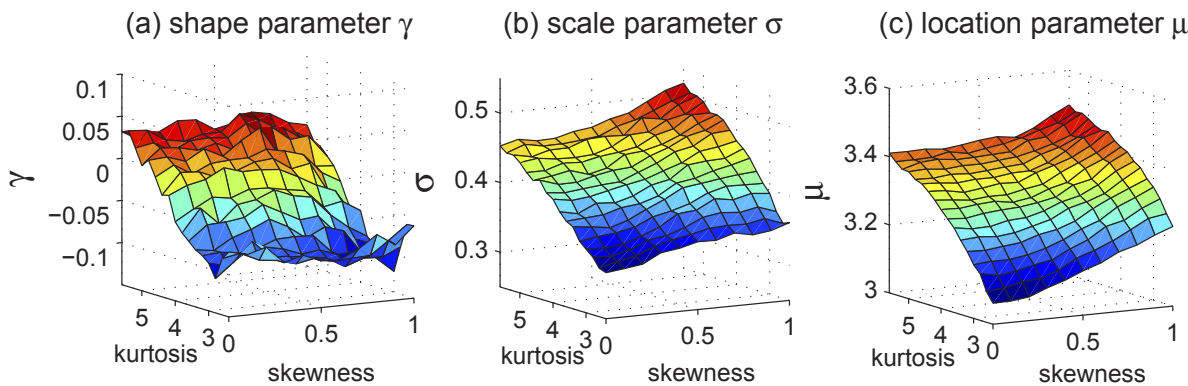 (a) shape parameter γ
(b) scale parameter σ
(c) location parameter μ
0.1
0.05
0
−0.05
−0.1
γ
5
4
3
0
0.5
1
kurtosis
skewness
0.5
0.4
0.3
σ
5
4
3
0
0.5
1
kurtosis
skewness
3.6
3.4
3.2
3
μ
5
4
3
0
0.5
1
kurtosis
skewness